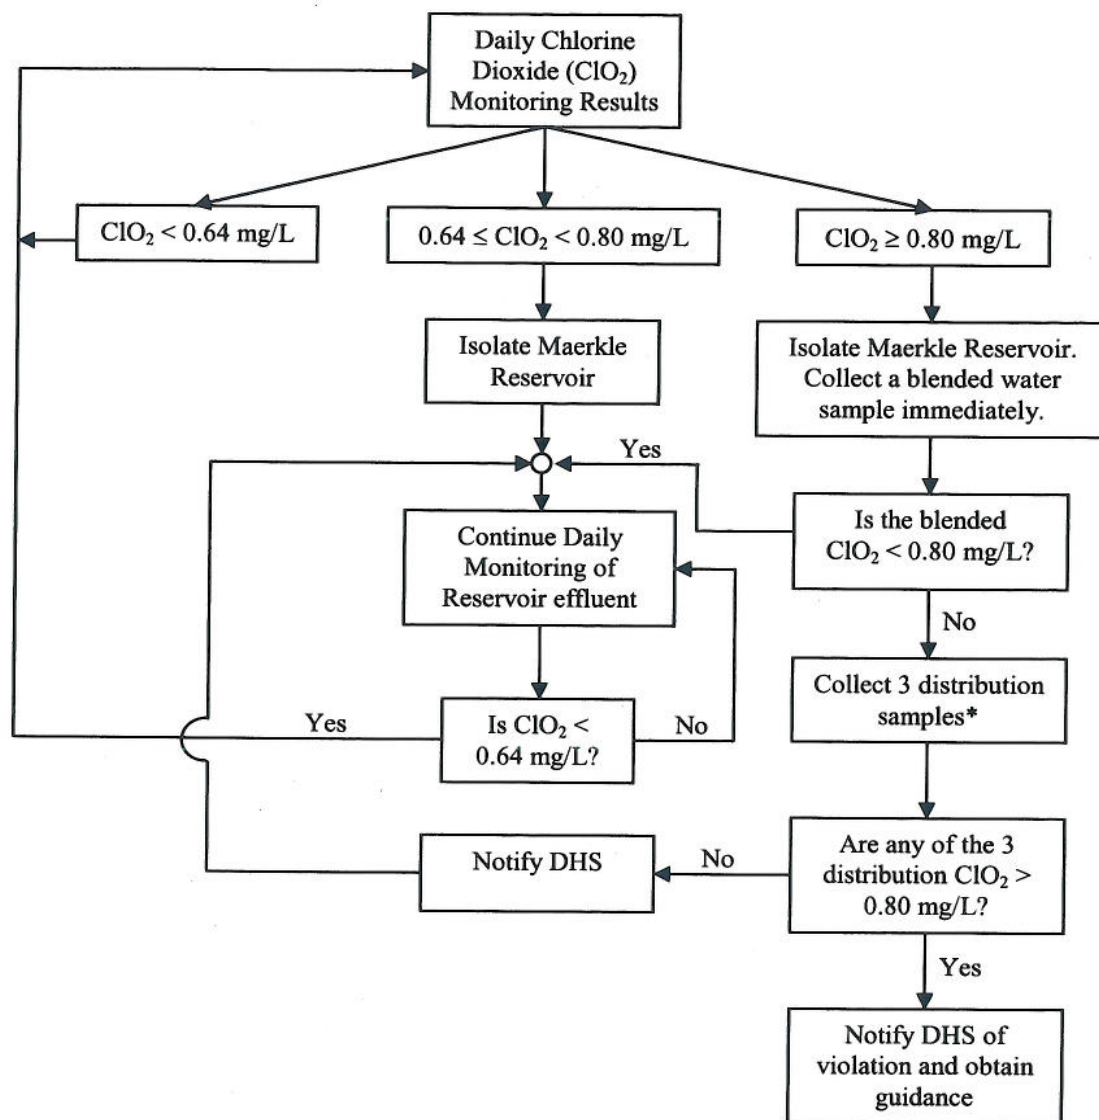 Daily Chlorine
Dioxide (ClO₂)
Monitoring Results
ClO₂ < 0.64 mg/L
0.64 ≤ ClO₂ < 0.80 mg/L
ClO₂ ≥ 0.80 mg/L
Isolate Maerkle
Reservoir
Isolate Maerkle Reservoir.
Collect a blended water
sample immediately.
Yes
Is the blended
ClO₂ < 0.80 mg/L?
Continue Daily
Monitoring of
Reservoir effluent
No
Collect 3 distribution
samples*
Yes
Is ClO₂ <
0.64 mg/L?
No
Are any of the 3
distribution ClO₂ >
0.80 mg/L?
No
Notify DHS
Yes
Notify DHS of
violation and obtain
guidance